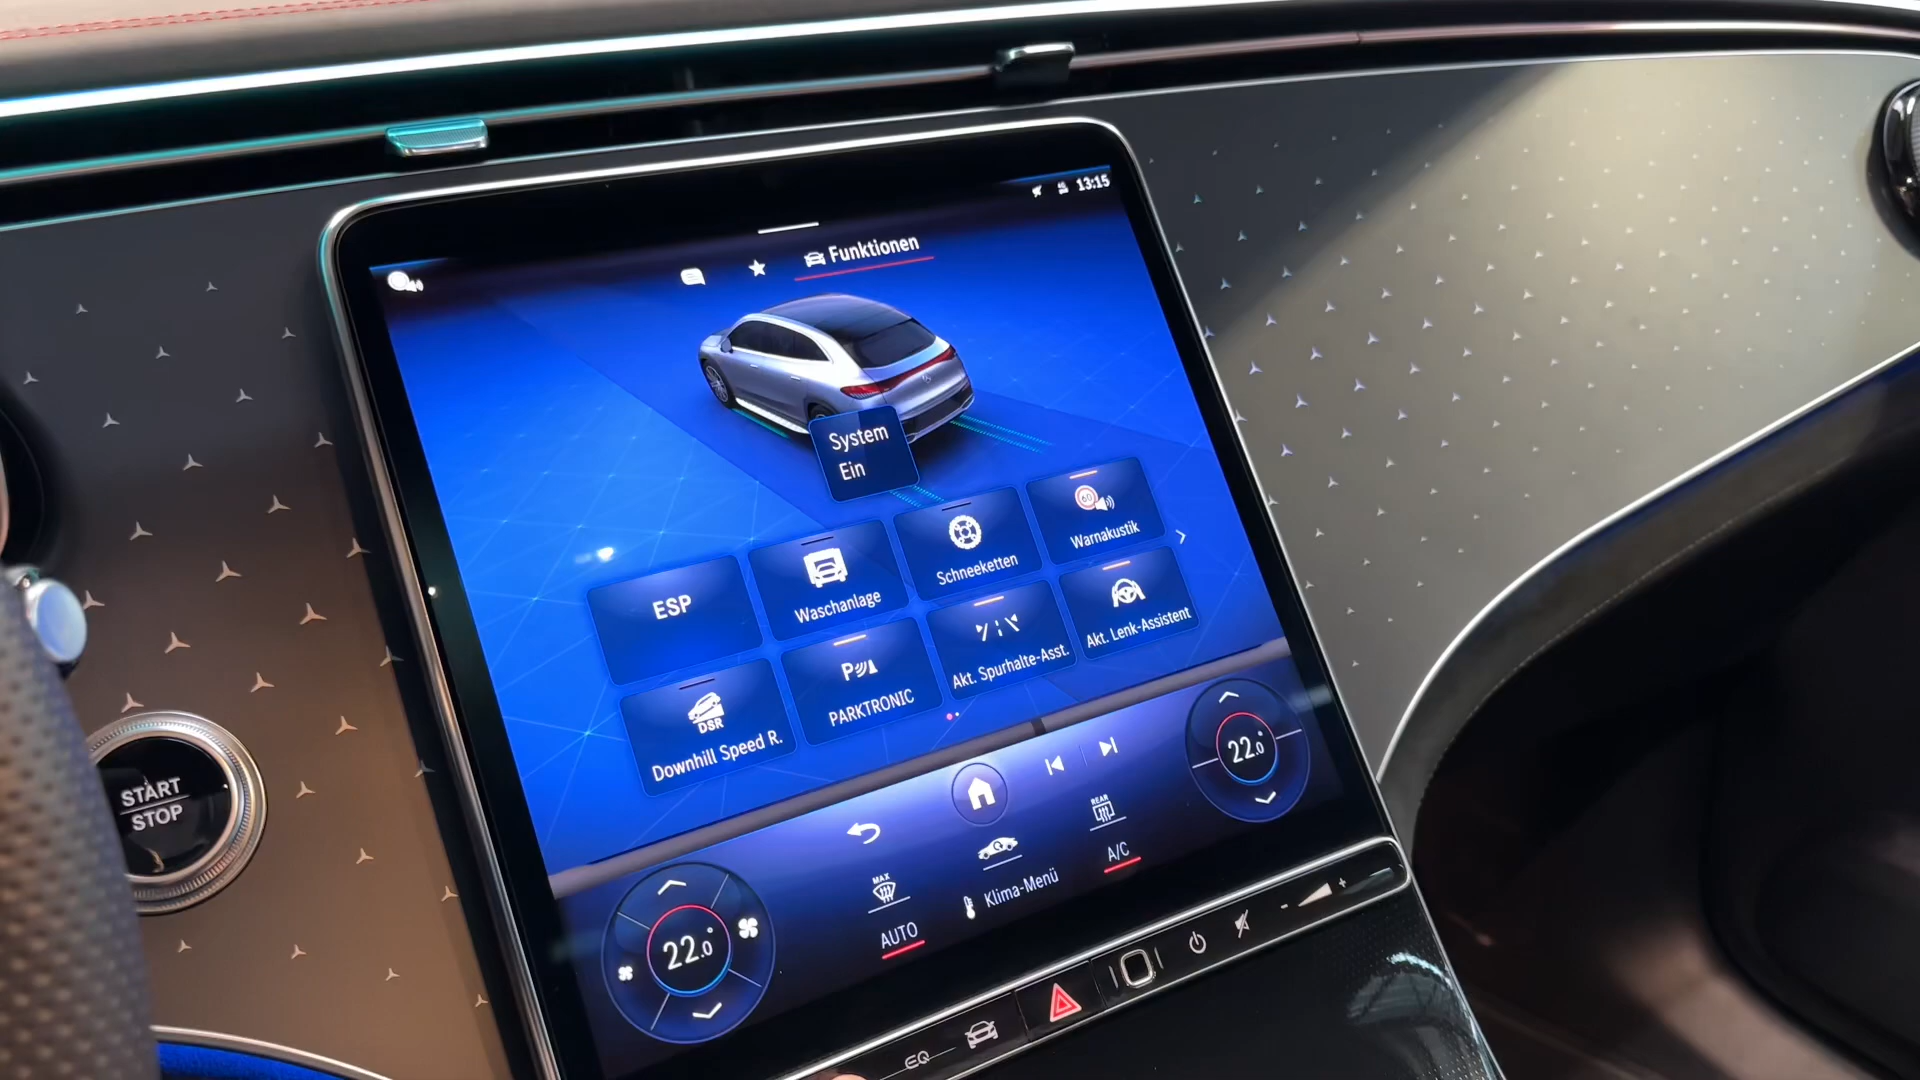 13:15
Funktionen
System
Ein
60
Warnakustik
Schneeketten
Waschanlage
ESP
Akt. Lenk-Assistent
Akt. Spurhalte-Asst.
P
PARKTRONIC
DSR
Downhill Speed R.
START
STOP
22.0°
REAR
A/C
MAX
Klima-Menü
AUTO
22.0°
- +
EQ